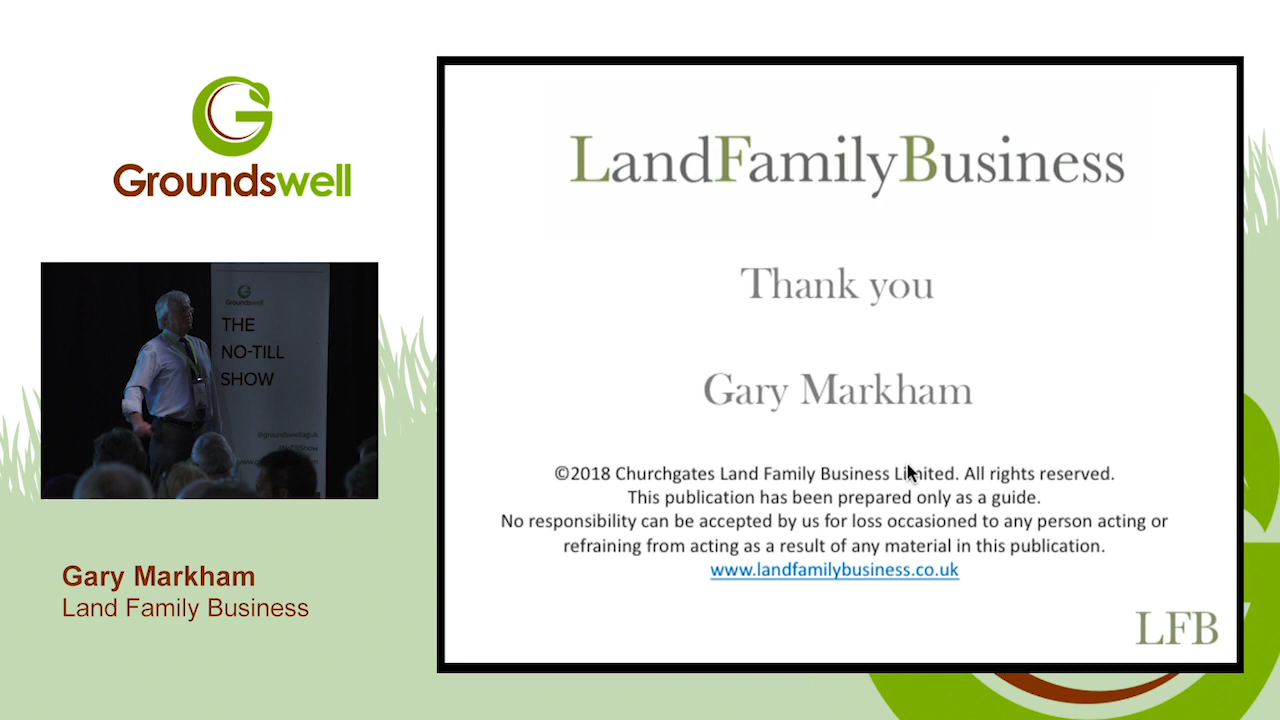 Groundswell
Groundswell
THE
NO-TILL
SHOW
@groundswellaguk
Gary Markham
Land Family Business
LandFamilyBusiness
Thank you
Gary Markham
©2018 Churchgates Land Family Business Limited. All rights reserved.
This publication has been prepared only as a guide.
No responsibility can be accepted by us for loss occasioned to any person acting or
refraining from acting as a result of any material in this publication.
www.landfamilybusiness.co.uk
LFB